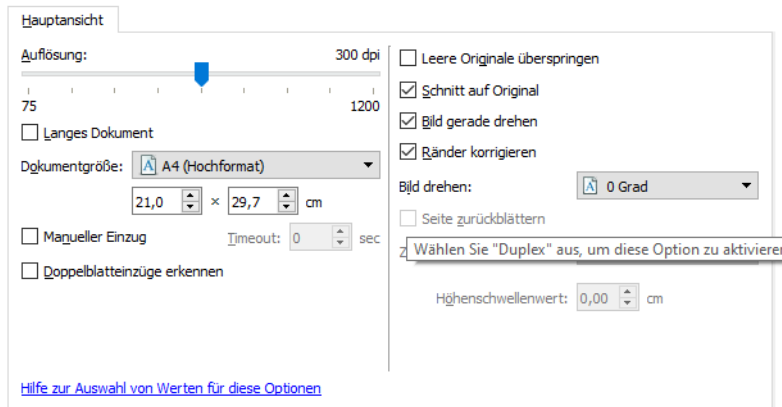 Hauptansicht
Auflösung: 300 dpi
75 1200
Langes Dokument
Dokumentgröße: A4 (Hochformat)
21,0 × 29,7 cm
Manueller Einzug Timeout: 0 sec
Doppelblatteinzüge erkennen
Hilfe zur Auswahl von Werten für diese Optionen
Leere Originale überspringen
Schnitt auf Original
Bild gerade drehen
Ränder korrigieren
Bild drehen: 0 Grad
Seite zurückblättern
Wählen Sie "Duplex" aus, um diese Option zu aktivieren
Höhenschwellenwert: 0,00 cm